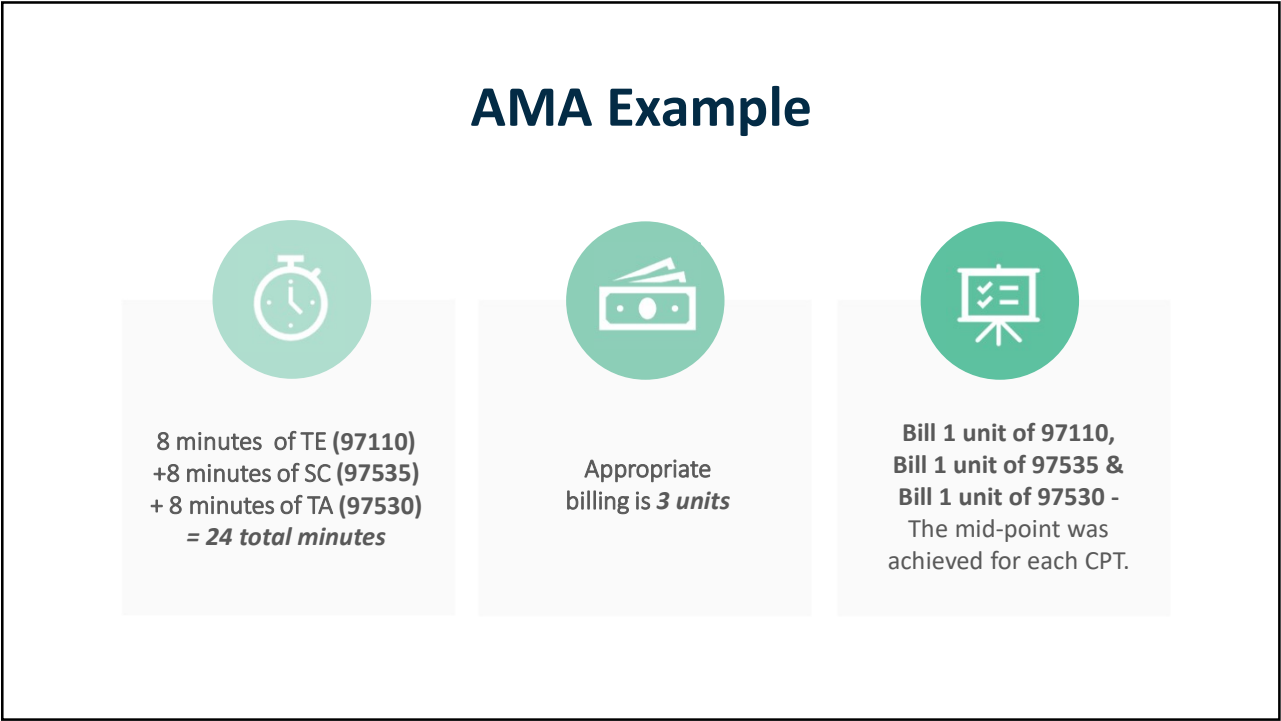 AMA Example
8 minutes of TE (97110)
+8 minutes of SC (97535)
+ 8 minutes of TA (97530)
= 24 total minutes
Appropriate
billing is 3 units
Bill 1 unit of 97110,
Bill 1 unit of 97535 &
Bill 1 unit of 97530 -
The mid-point was
achieved for each CPT.